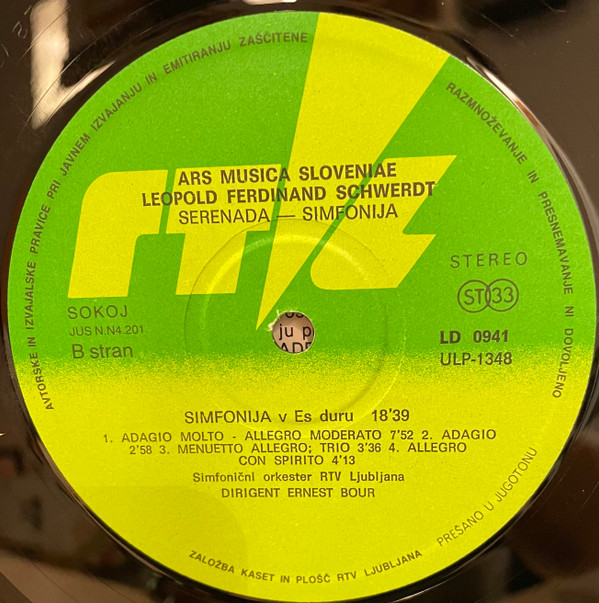 AVTORSKE IN IZVAJALSKE PRAVICE PRI JAVNEM IZVAJANJU IN EMITIRANJU ZAŠČITENE
RAZMNOŽEVANJE IN PRESNEMAVANJE NI DOVOLJENO
ARS MUSICA SLOVENIAE
LEOPOLD FERDINAND SCHWERDT
SERENADA — SIMFONIJA
STEREO
SOKOJ
ST 33
JUS N.N4.201
LD 0941
B stran
ULP-1348
ju p
SIMFONIJA v Es duru 18'39
1. ADAGIO MOLTO - ALLEGRO MODERATO 7'52 2. ADAGIO
2'58 3. MENUETTO ALLEGRO; TRIO 3'36 4. ALLEGRO
CON SPIRITO 4'13
Simfonični orkester RTV Ljubljana
DIRIGENT ERNEST BOUR
PREŠANO U JUGOTONU
ZALOŽBA KASET IN PLOŠČ RTV LJUBLJANA